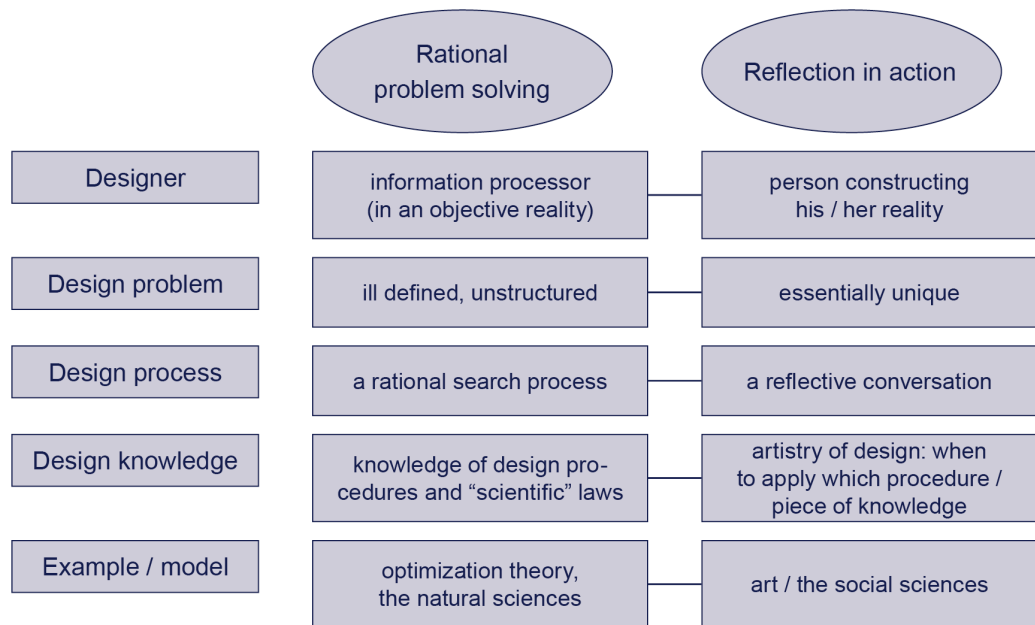 Rational
problem solving
Reflection in action
Designer
information processor
(in an objective reality)
person constructing
his / her reality
Design problem
ill defined, unstructured
essentially unique
Design process
a rational search process
a reflective conversation
Design knowledge
knowledge of design pro-
cedures and “scientific” laws
artistry of design: when
to apply which procedure /
piece of knowledge
Example / model
optimization theory,
the natural sciences
art / the social sciences